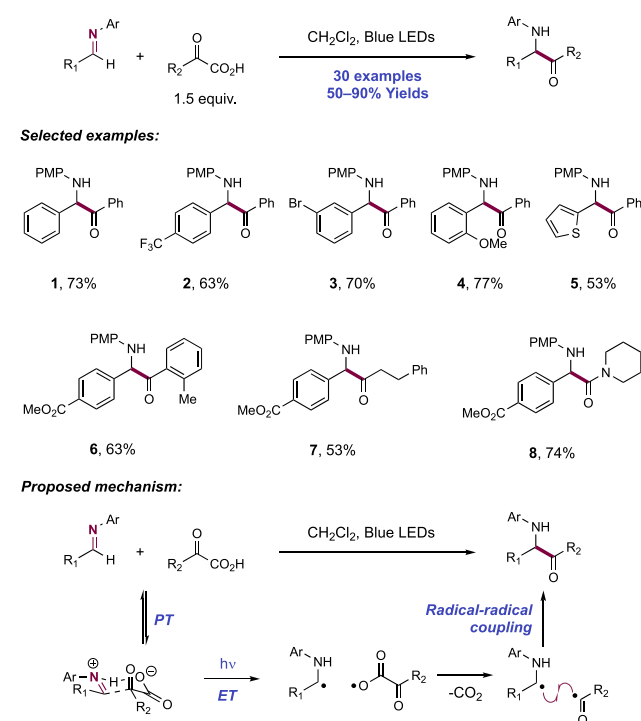 N Ar
R1 H
+
O
R2 CO2H
1.5 equiv.
CH2Cl2, Blue LEDs
30 examples
50–90% Yields
Ar NH
R1 R2
O
Selected examples:
PMP NH
Ph
O
1, 73%
PMP NH
Ph
O
F3C
2, 63%
PMP NH
Br Ph
O
3, 70%
PMP NH
Ph
OMe O
4, 77%
PMP NH
Ph
S O
5, 53%
PMP NH
O Me
MeO2C
6, 63%
PMP NH
Ph
O
MeO2C
7, 53%
PMP NH
N
O
MeO2C
8, 74%
Proposed mechanism:
N Ar
R1 H
+
O
R2 CO2H
CH2Cl2, Blue LEDs
Ar NH
R1 R2
O
PT
Radical-radical
coupling
⊕ ⊖
Ar N H O O
R1 R2 O
hν
ET
Ar NH
R1
O
O R2
O
-CO2
Ar NH
R1
R2
O